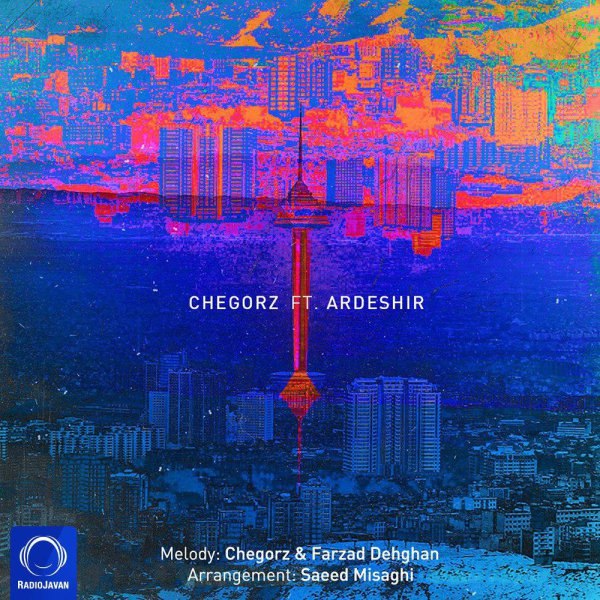 CHEGORZ FT. ARDESHIR
Melody: Chegorz & Farzad Dehghan
Arrangement: Saeed Misaghi
RADIOJAVAN